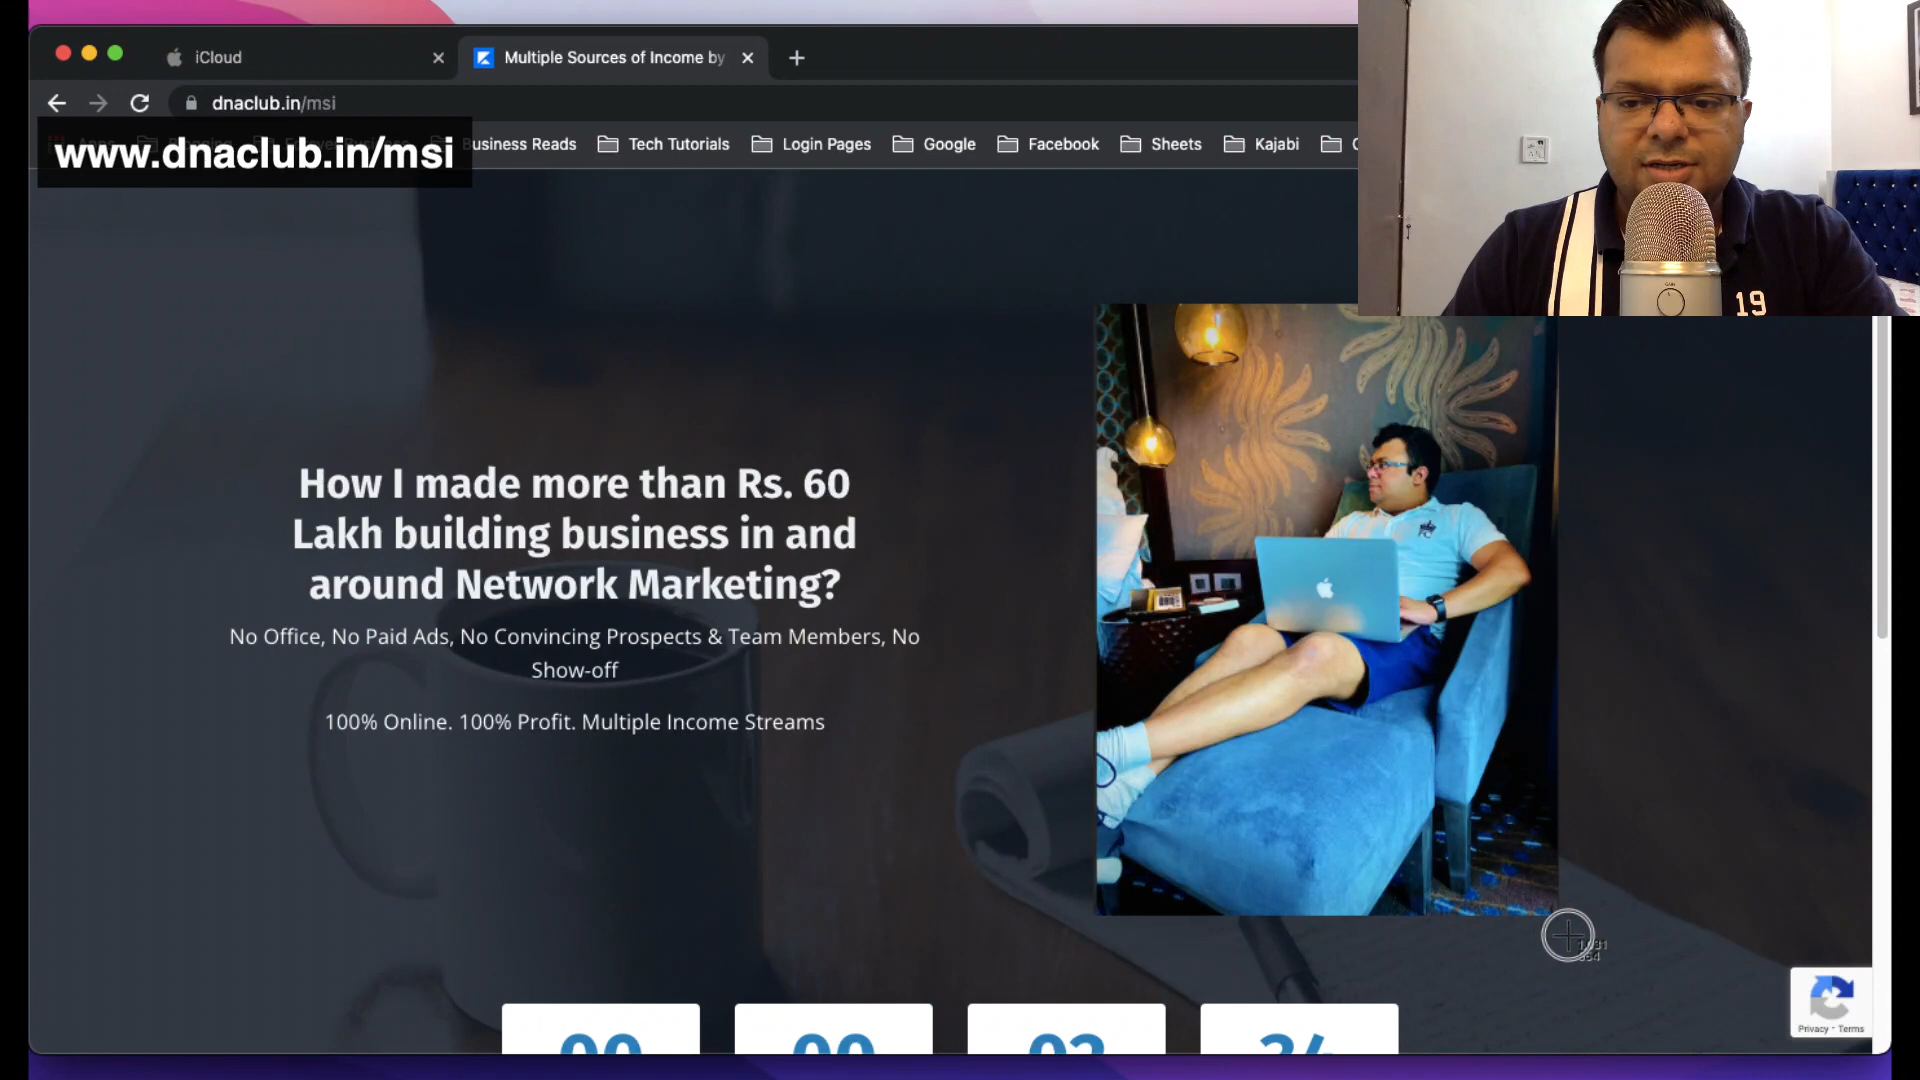 iCloud
Multiple Sources of Income by
dnaclub.in/msi
www.dnaclub.in/msi
Business Reads
Tech Tutorials
Login Pages
Google
Facebook
Sheets
Kajabi
19
How I made more than Rs. 60
Lakh building business in and
around Network Marketing?
No Office, No Paid Ads, No Convincing Prospects & Team Members, No
Show-off
100% Online. 100% Profit. Multiple Income Streams
00
00
Privacy - Terms